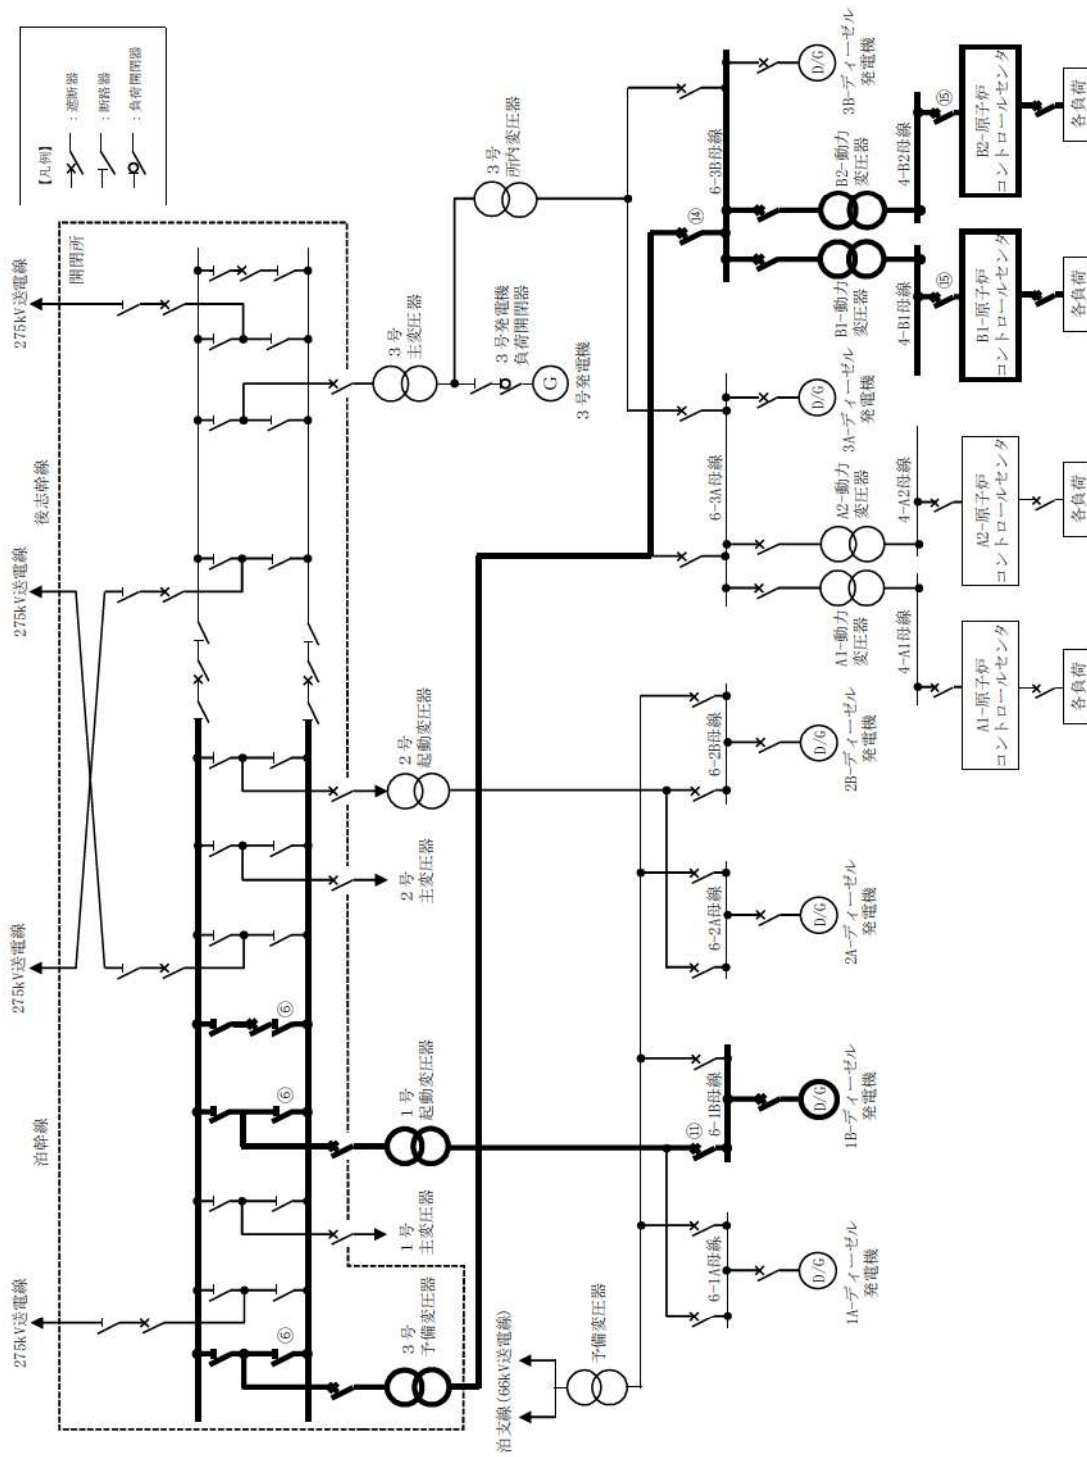 【凡例】
：遮断器
：断路器
：負荷開閉器
開閉所
275kV送電線
275kV送電線
275kV送電線
275kV送電線
泊幹線
後志幹線
⑥
⑥
⑥
3号
予備変圧器
1号
主変圧器
1号
起動変圧器
2号
主変圧器
2号
起動変圧器
3号
主変圧器
3号発電機
負荷開閉器
G
3号発電機
3号
所内変圧器
泊支線(66kV送電線)
予備変圧器
6-1A母線
D/G
1A-ディーゼル
発電機
⑪
6-1B母線
D/G
1B-ディーゼル
発電機
6-2A母線
D/G
2A-ディーゼル
発電機
6-2B母線
D/G
2B-ディーゼル
発電機
6-3A母線
D/G
3A-ディーゼル
発電機
A1-動力
変圧器
A2-動力
変圧器
4-A1母線
4-A2母線
A1-原子炉
コントロールセンタ
各負荷
A2-原子炉
コントロールセンタ
各負荷
⑭
6-3B母線
D/G
3B-ディーゼル
発電機
B1-動力
変圧器
B2-動力
変圧器
4-B1母線
⑮
4-B2母線
⑮
B1-原子炉
コントロールセンタ
各負荷
B2-原子炉
コントロールセンタ
各負荷